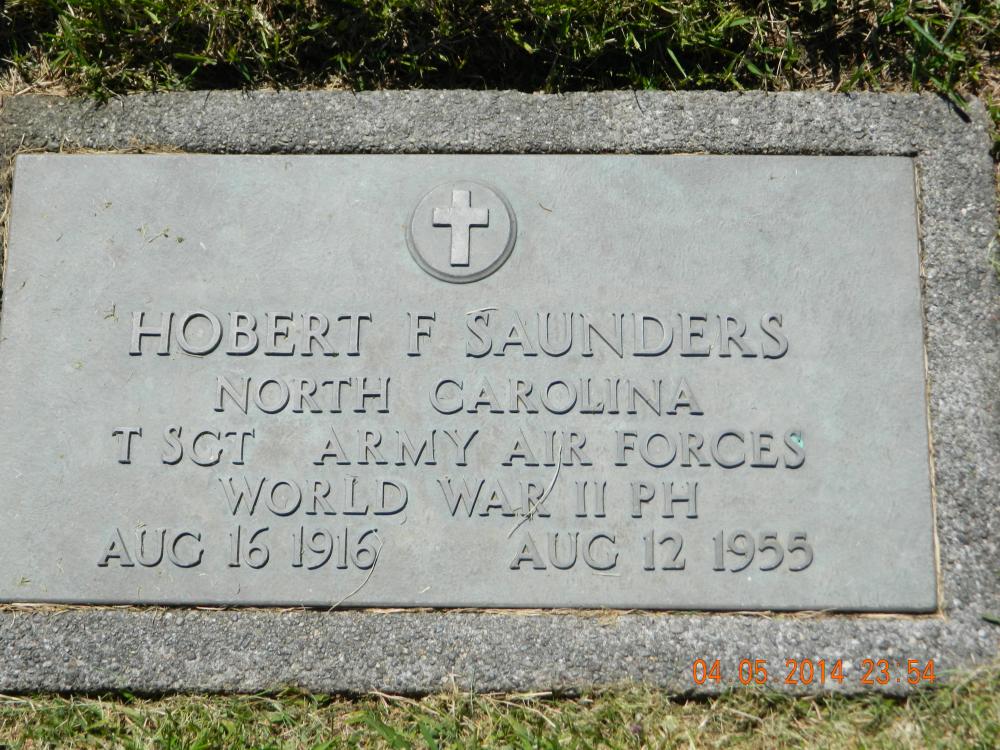 HOBERT F SAUNDERS
NORTH CAROLINA
T SGT ARMY AIR FORCES
WORLD WAR II PH
AUG 16 1916 AUG 12 1955
04 05 2014 23:54